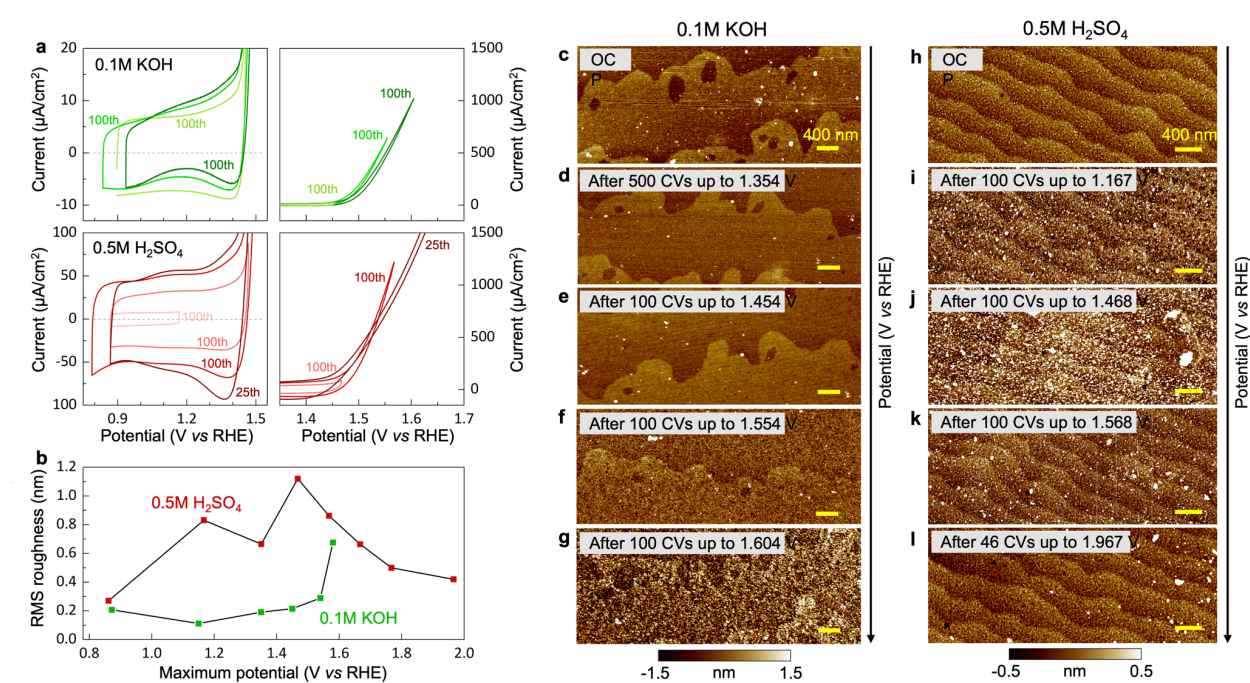 a
0.1M KOH
100th
100th
100th
20
10
0
-10
Current (µA/cm²)
100th
100th
100th
1500
1000
500
0
Current (µA/cm²)
0.5M H₂SO₄
100th
100th
100th
25th
100
50
0
-50
100
Current (µA/cm²)
0.9
1.2
1.5
Potential (V vs RHE)
25th
100th
100th
1500
1000
500
0
Current (µA/cm²)
1.4
1.5
1.6
1.7
Potential (V vs RHE)
b
1.2
1.0
0.8
0.6
0.4
0.2
0.0
RMS roughness (nm)
0.5M H₂SO₄
0.1M KOH
0.8
1.0
1.2
1.4
1.6
1.8
2.0
Maximum potential (V vs RHE)
0.1M KOH
c
OC
P
400 nm
d
After 500 CVs up to 1.354 V
e
After 100 CVs up to 1.454 V
f
After 100 CVs up to 1.554 V
g
After 100 CVs up to 1.604 V
-1.5
nm
1.5
Potential (V vs RHE)
0.5M H₂SO₄
h
OC
P
400 nm
i
After 100 CVs up to 1.167 V
j
After 100 CVs up to 1.468 V
k
After 100 CVs up to 1.568 V
l
After 46 CVs up to 1.967 V
-0.5
nm
0.5
Potential (V vs RHE)